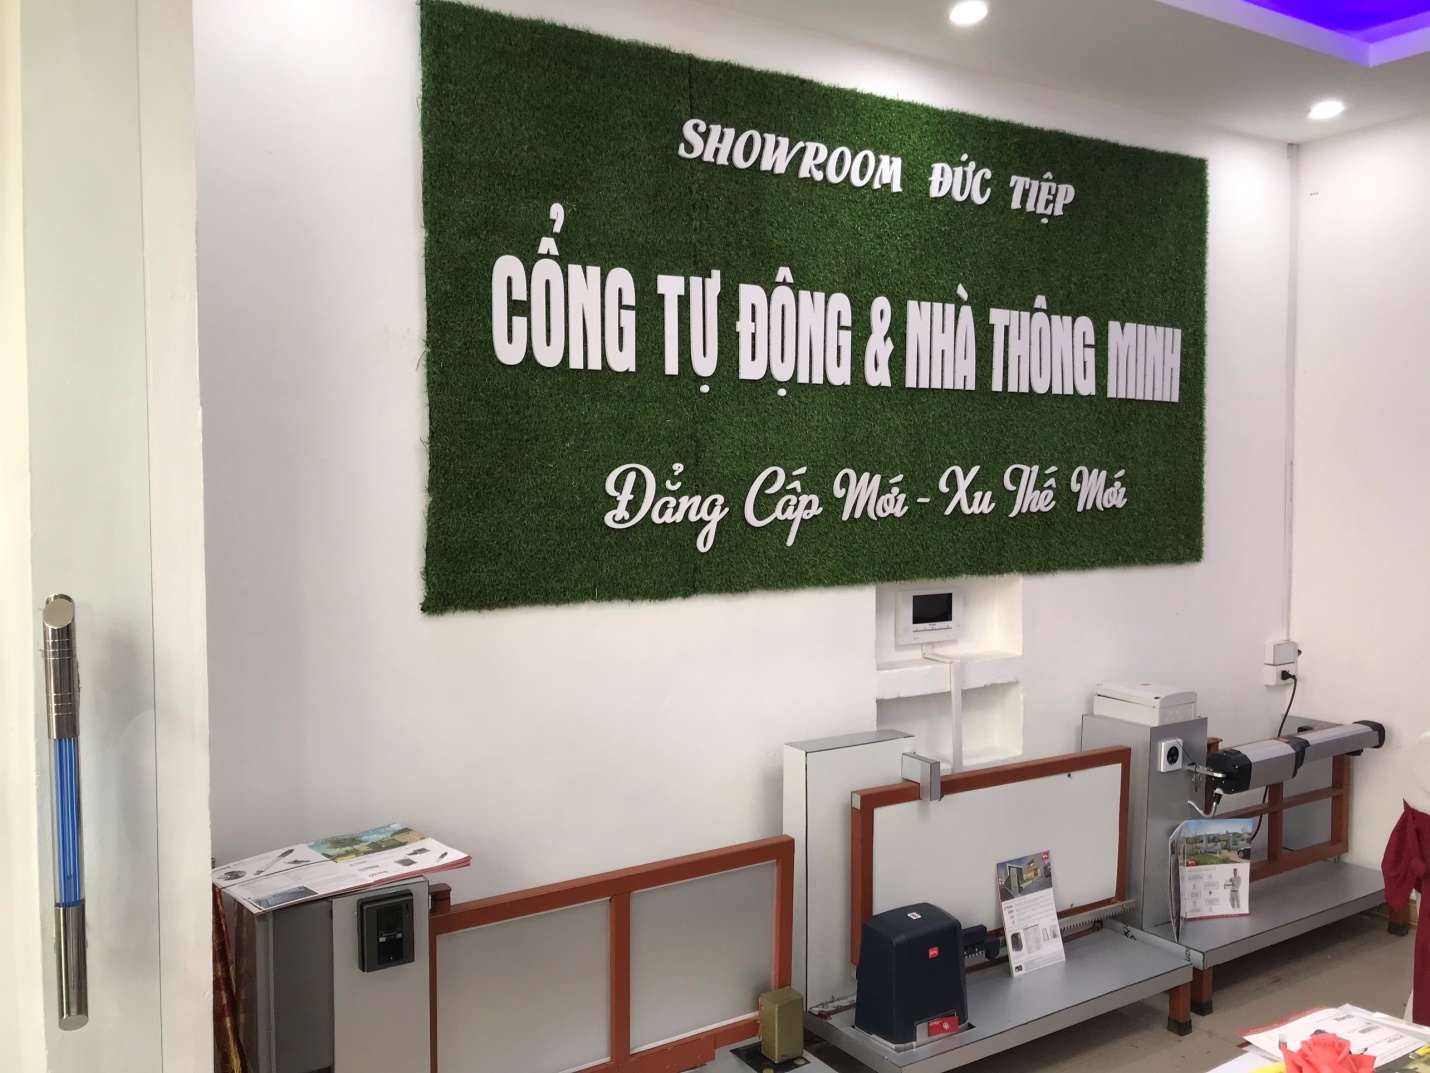 SHOWROOM ĐỨC TIỆP
CỔNG TỰ ĐỘNG & NHÀ THÔNG MINH
Đẳng Cấp Mới - Xu Thế Mới